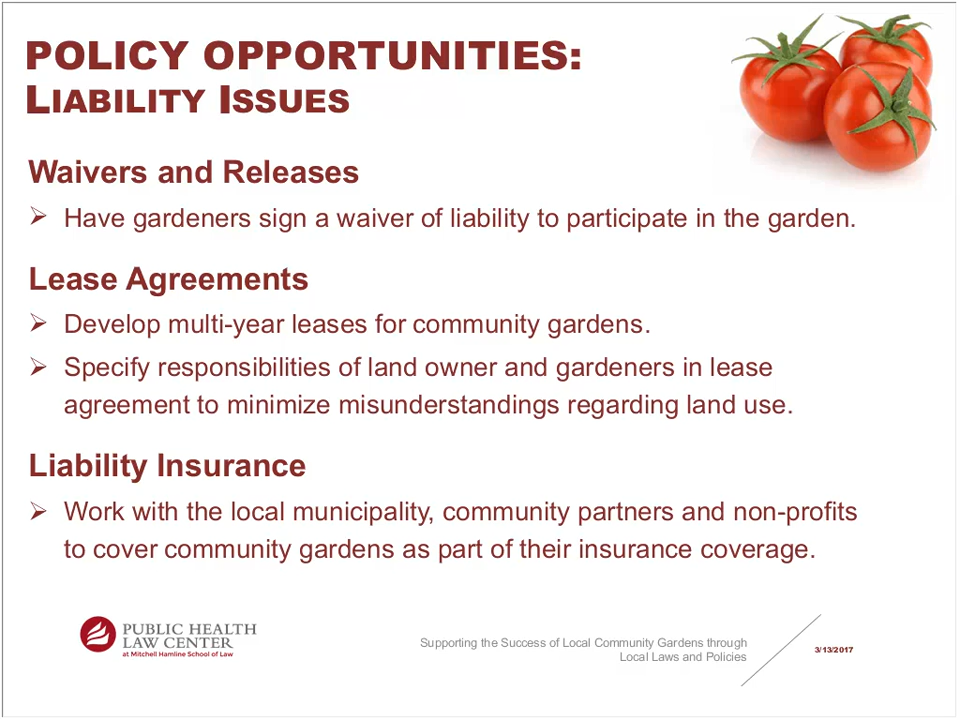 POLICY OPPORTUNITIES:
LIABILITY ISSUES
Waivers and Releases
➢ Have gardeners sign a waiver of liability to participate in the garden.
Lease Agreements
➢ Develop multi-year leases for community gardens.
➢ Specify responsibilities of land owner and gardeners in lease
agreement to minimize misunderstandings regarding land use.
Liability Insurance
➢ Work with the local municipality, community partners and non-profits
to cover community gardens as part of their insurance coverage.
PUBLIC HEALTH
LAW CENTER
at Mitchell Hamline School of Law
Supporting the Success of Local Community Gardens through
Local Laws and Policies
3/13/2017